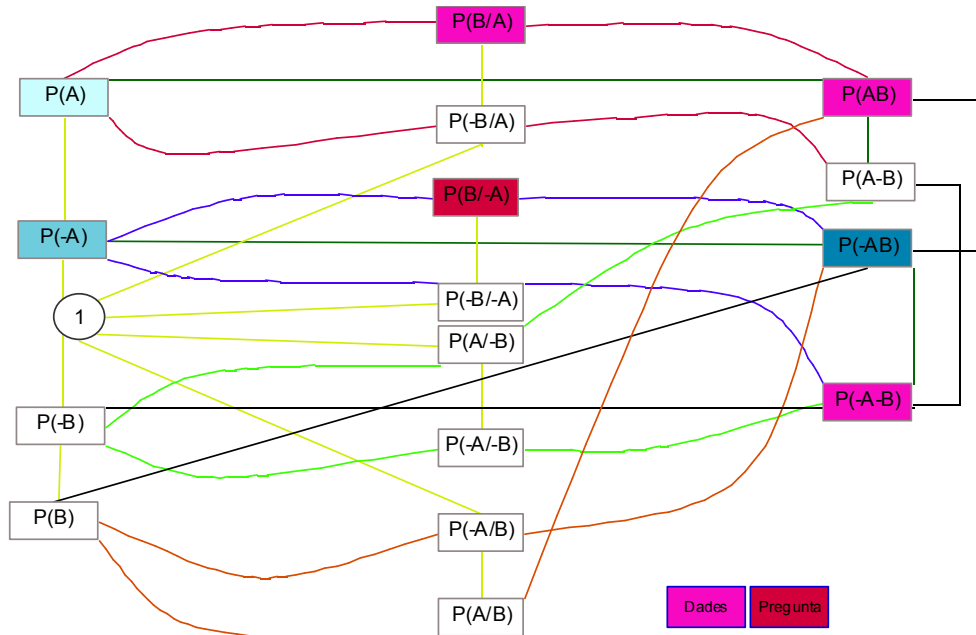 P(B/A)
P(A)
P(AB)
P(-B/A)
P(A-B)
P(B/-A)
P(-A)
P(-AB)
P(-B/-A)
1
P(A/-B)
P(-A-B)
P(-B)
P(-A/-B)
P(B)
P(-A/B)
P(A/B)
Dades
Pregunta